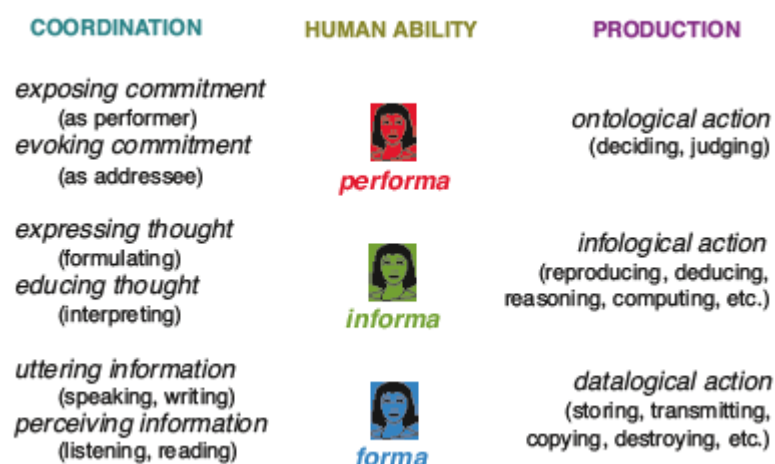 COORDINATION HUMAN ABILITY PRODUCTION
exposing commitment
(as performer)
evoking commitment
(as addressee)
performa
ontological action
(deciding, judging)
expressing thought
(formulating)
educing thought
(interpreting)
informa
infological action
(reproducing, deducing,
reasoning, computing, etc.)
uttering information
(speaking, writing)
perceiving information
(listening, reading)
forma
datalogical action
(storing, transmitting,
copying, destroying, etc.)